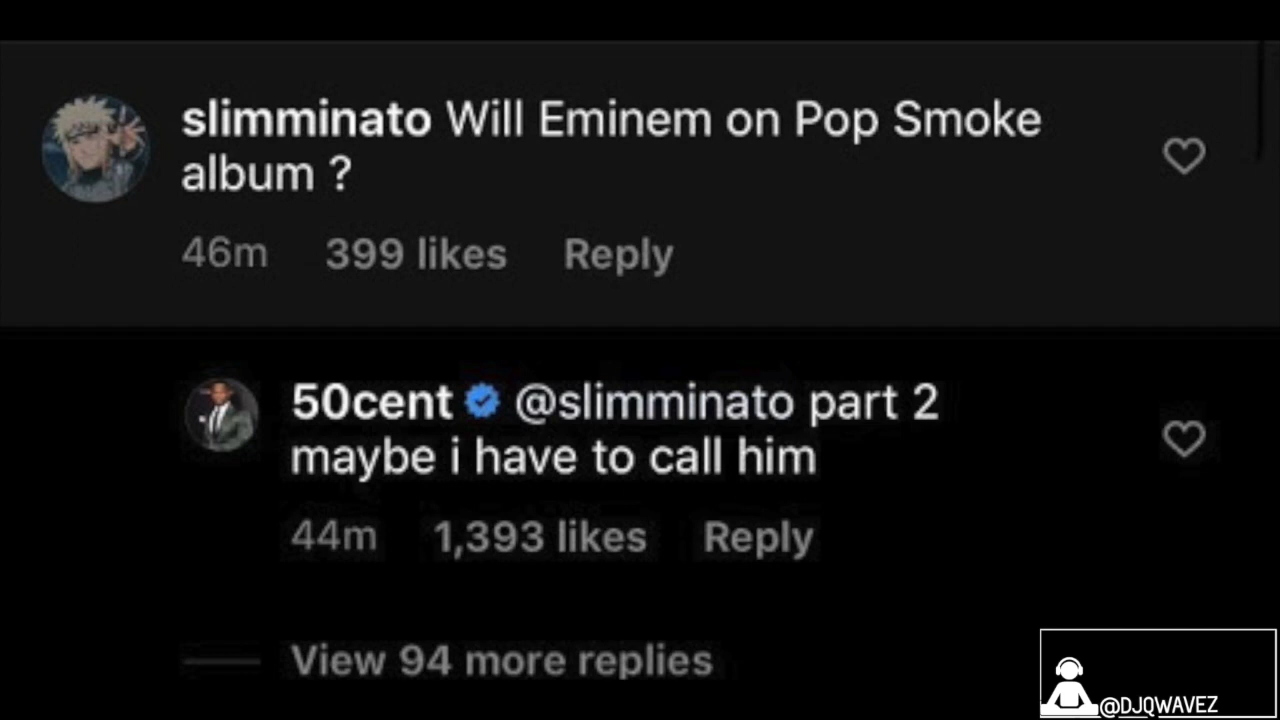 slimminato Will Eminem on Pop Smoke
album ?
46m 399 likes Reply
50cent @slimminato part 2
maybe i have to call him
44m 1,393 likes Reply
View 94 more replies
@DJQWAVEZ